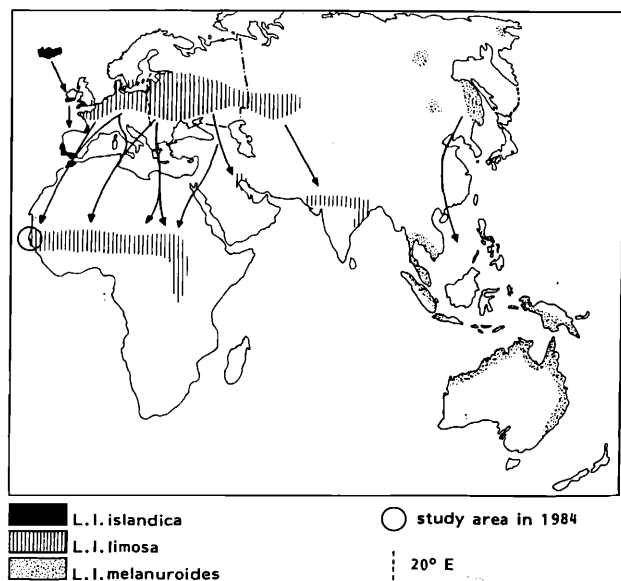 L.l.islandica
L.l.limosa
L.l.melanuroides
study area in 1984
20° E